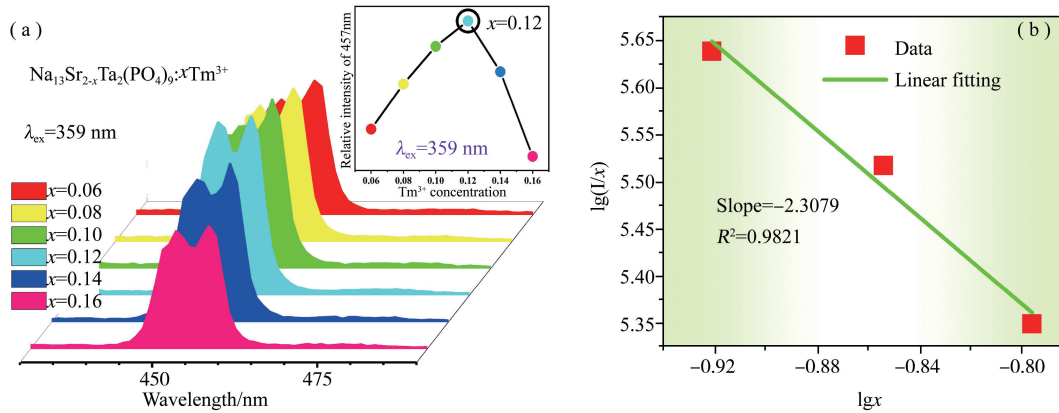 ( a )
Na₁₃Sr₂₋ₓTa₂(PO₄)₉:xTm³⁺
λex=359 nm
x=0.06
x=0.08
x=0.10
x=0.12
x=0.14
x=0.16
450 475
Wavelength/nm
Relative intensity of 457nm
x=0.12
λex=359 nm
0.06 0.08 0.10 0.12 0.14 0.16
Tm³⁺ concentration
( b )
Data
Linear fitting
Slope=−2.3079
R²=0.9821
lg(I/x)
5.65
5.60
5.55
5.50
5.45
5.40
5.35
−0.92 −0.88 −0.84 −0.80
lgx